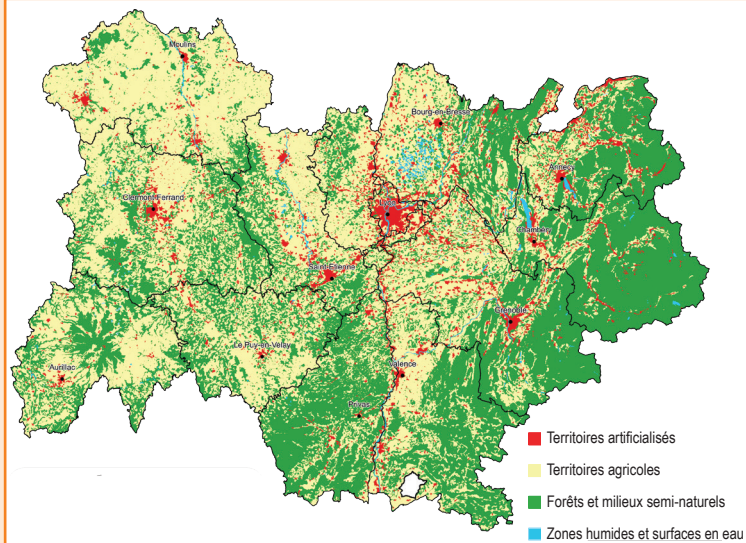 Moulins
Bourg-en-Bresse
Annecy
Clermont-Ferrand
Lyon
Chambéry
Saint-Etienne
Grenoble
Le Puy-en-Velay
Aurillac
Valence
Privas
Territoires artificialisés
Territoires agricoles
Forêts et milieux semi-naturels
Zones humides et surfaces en eau